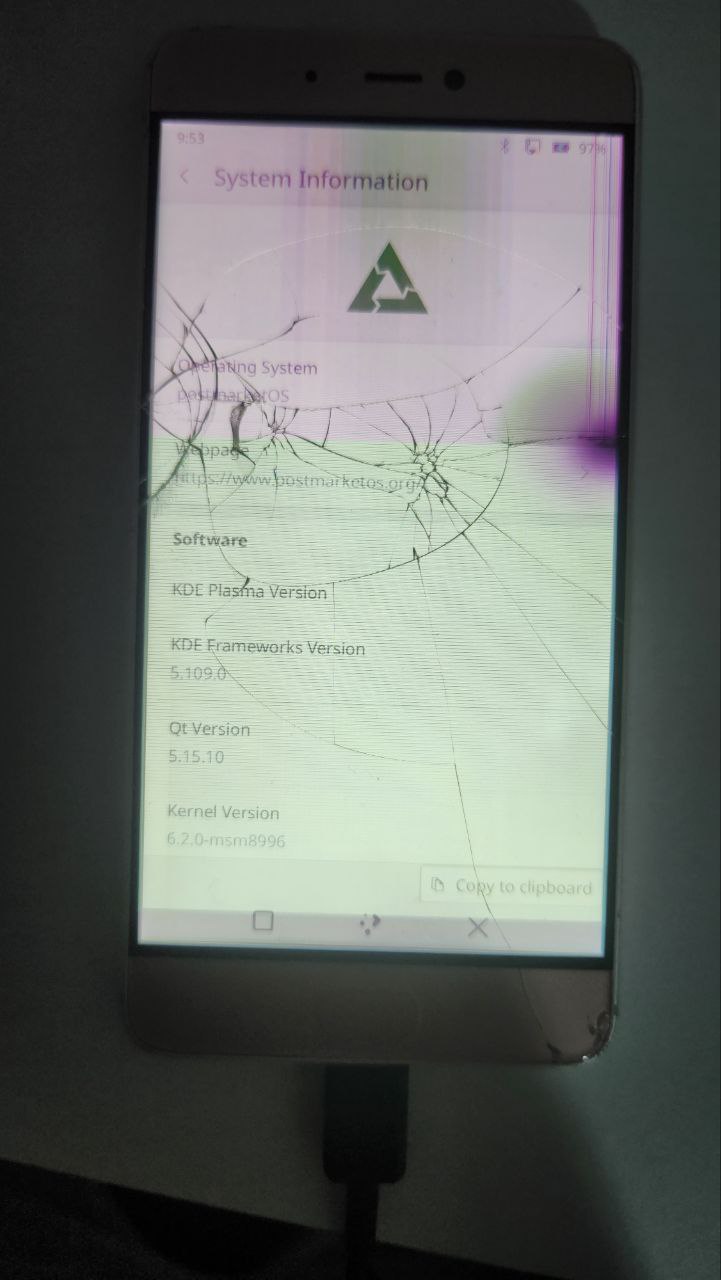 9:53
97%
System Information
Operating System
postmarketOS
Webpage
https://www.postmarketos.org/
Software
KDE Plasma Version
KDE Frameworks Version
5.109.0
Qt Version
5.15.10
Kernel Version
6.2.0-msm8996
Copy to clipboard